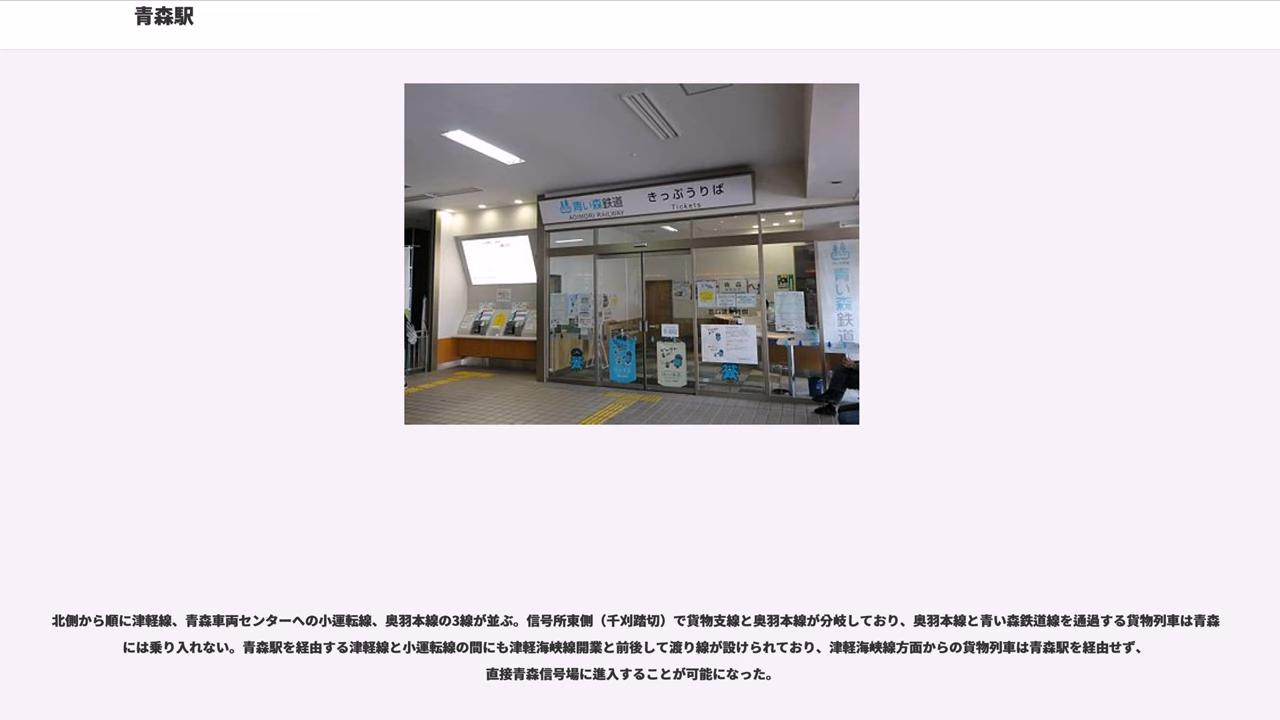 青森駅
青い森鉄道
AOIMORI RAILWAY
きっぷうりば
Tickets
青い森鉄道
北側から順に津軽線、青森車両センターへの小運転線、奥羽本線の3線が並ぶ。信号所東側（千刈踏切）で貨物支線と奥羽本線が分岐しており、奥羽本線と青い森鉄道線を通過する貨物列車は青森
には乗り入れない。青森駅を経由する津軽線と小運転線の間にも津軽海峡線開業と前後して渡り線が設けられており、津軽海峡線方面からの貨物列車は青森駅を経由せず、
直接青森信号場に進入することが可能になった。